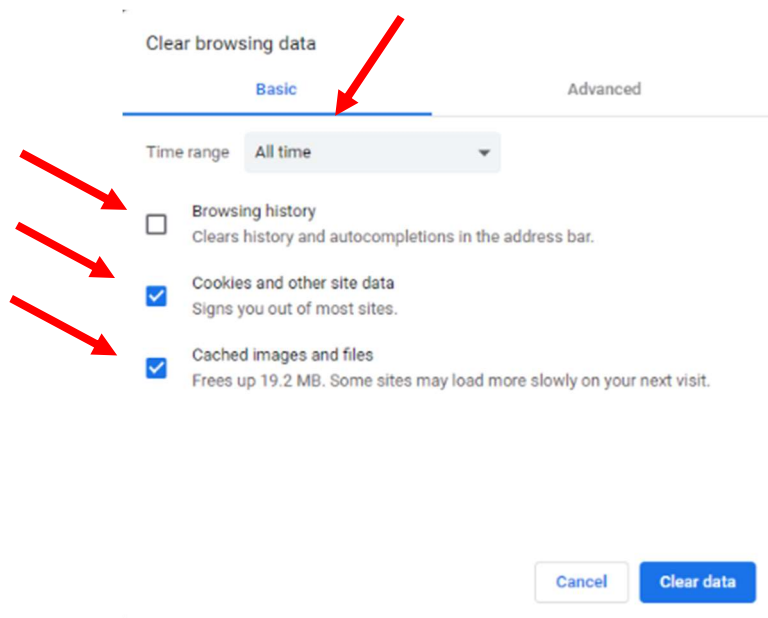 Clear browsing data
Basic Advanced
Time range All time
Browsing history
Clears history and autocompletions in the address bar.
Cookies and other site data
Signs you out of most sites.
Cached images and files
Frees up 19.2 MB. Some sites may load more slowly on your next visit.
Cancel Clear data